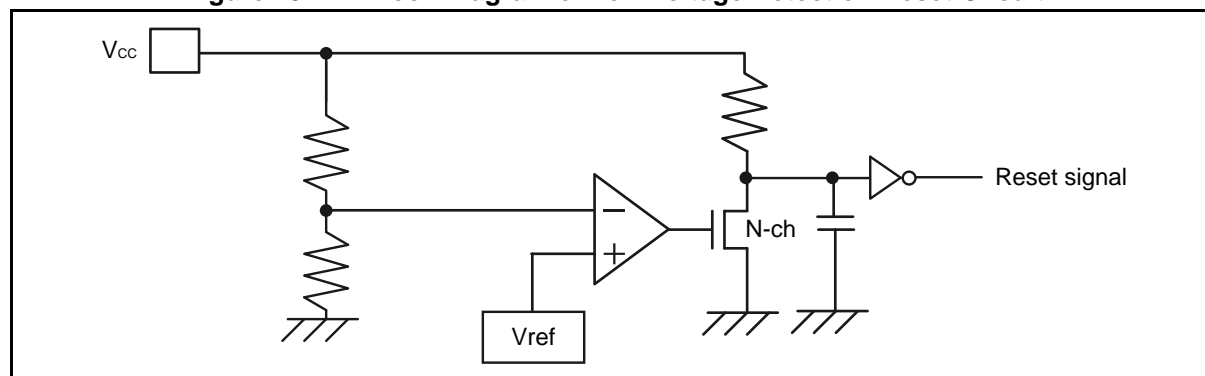 Vcc
Reset signal
−
N-ch
+
Vref